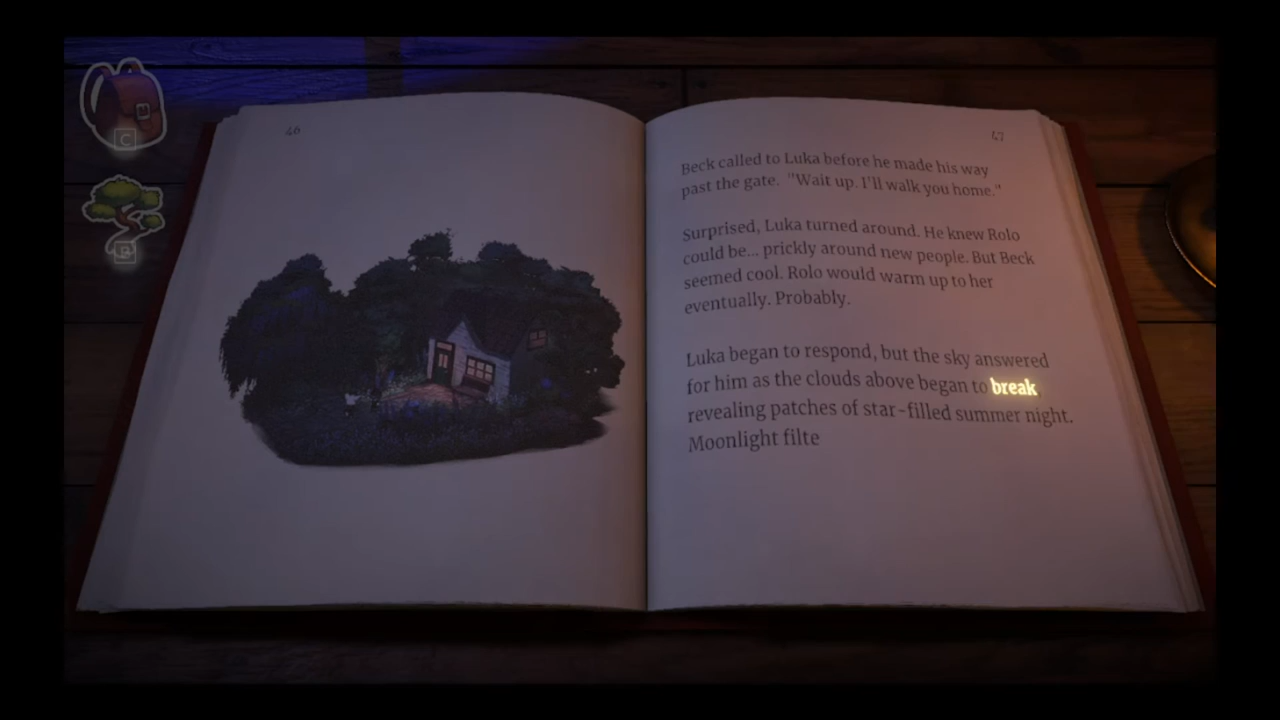 C
B
46
47
Beck called to Luka before he made his way
past the gate. "Wait up. I'll walk you home."
Surprised, Luka turned around. He knew Rolo
could be... prickly around new people. But Beck
seemed cool. Rolo would warm up to her
eventually. Probably.
Luka began to respond, but the sky answered
for him as the clouds above began to break
revealing patches of star-filled summer night.
Moonlight filte